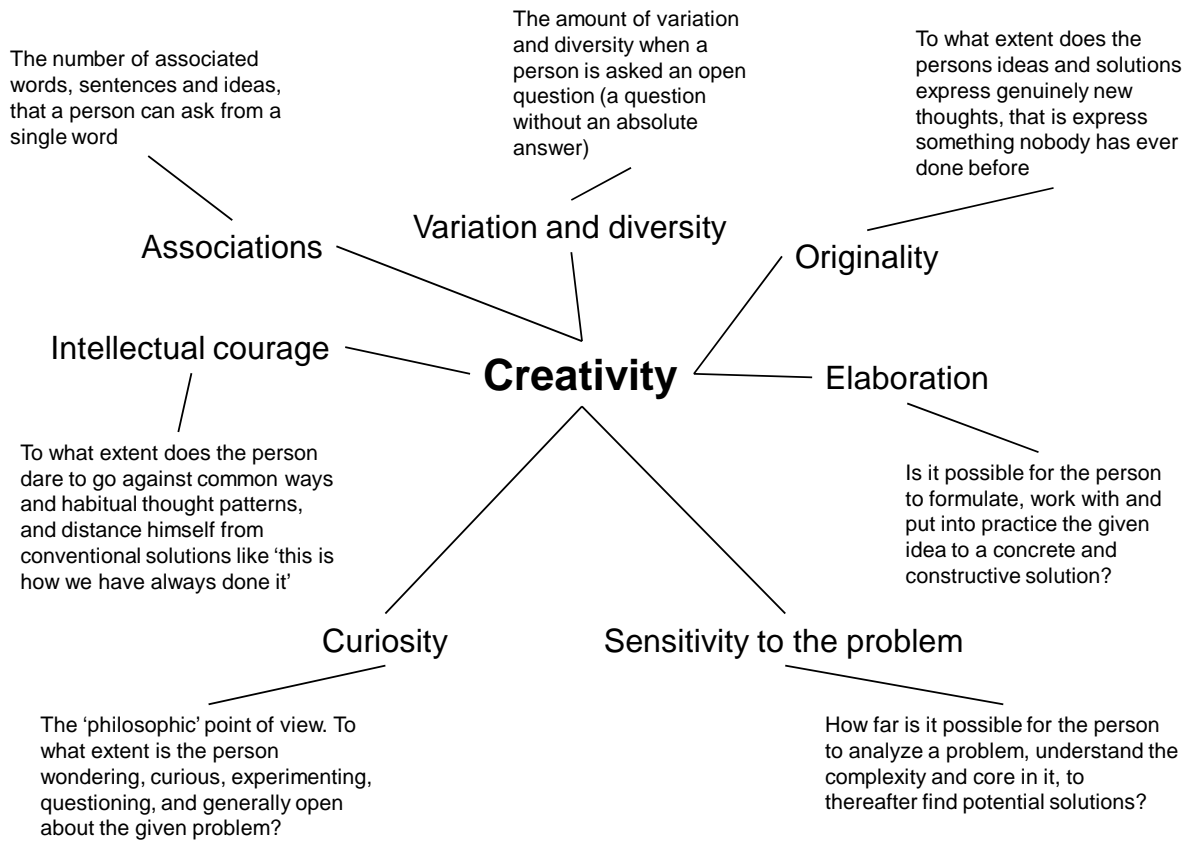 The number of associated
words, sentences and ideas,
that a person can ask from a
single word
The amount of variation
and diversity when a
person is asked an open
question (a question
without an absolute
answer)
To what extent does the
persons ideas and solutions
express genuinely new
thoughts, that is express
something nobody has ever
done before
Associations
Variation and diversity
Originality
Intellectual courage
Creativity
Elaboration
To what extent does the person
dare to go against common ways
and habitual thought patterns,
and distance himself from
conventional solutions like ‘this is
how we have always done it’
Is it possible for the person
to formulate, work with and
put into practice the given
idea to a concrete and
constructive solution?
Curiosity
Sensitivity to the problem
The ‘philosophic’ point of view. To
what extent is the person
wondering, curious, experimenting,
questioning, and generally open
about the given problem?
How far is it possible for the person
to analyze a problem, understand the
complexity and core in it, to
thereafter find potential solutions?